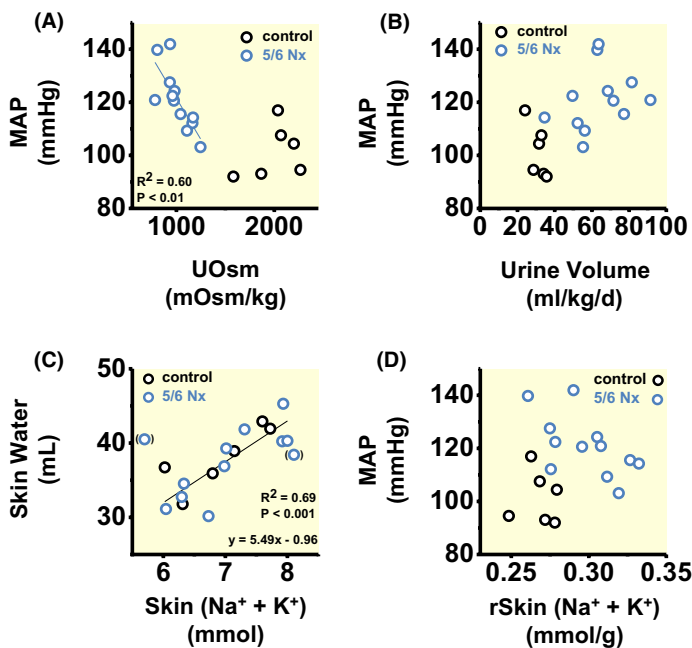 (A)
control
5/6 Nx
140
120
100
80
MAP
(mmHg)
R² = 0.60
P < 0.01
1000 2000
UOsm
(mOsm/kg)
(B)
control
5/6 Nx
140
120
100
80
MAP
(mmHg)
0 20 40 60 80 100
Urine Volume
(ml/kg/d)
(C)
control
5/6 Nx
50
40
30
Skin Water
(mL)
R² = 0.69
P < 0.001
y = 5.49x - 0.96
6 7 8
Skin (Na⁺ + K⁺)
(mmol)
(D)
control
5/6 Nx
140
120
100
80
MAP
(mmHg)
0.25 0.30 0.35
rSkin (Na⁺ + K⁺)
(mmol/g)